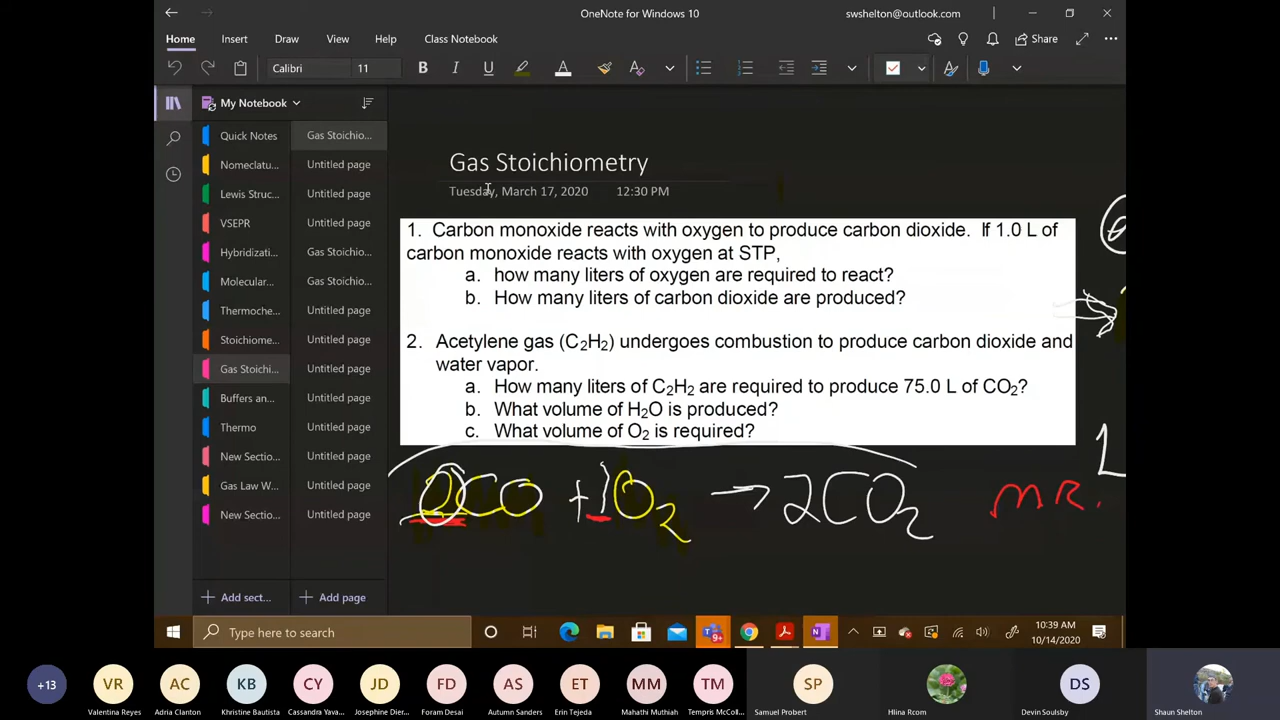 OneNote for Windows 10
swshelton@outlook.com
Home Insert Draw View Help Class Notebook
Share
Calibri 11 B I U A
My Notebook
Quick Notes
Nomenclatu...
Lewis Struc...
VSEPR
Hybridizati...
Molecular...
Thermoche...
Stoichiome...
Gas Stoichi...
Buffers an...
Thermo
New Sectio...
Gas Law W...
New Sectio...
Add sect...
Gas Stoichio...
Untitled page
Untitled page
Untitled page
Gas Stoichio...
Gas Stoichio...
Untitled page
Untitled page
Untitled page
Untitled page
Untitled page
Untitled page
Untitled page
Untitled page
Add page
Gas Stoichiometry
Tuesday, March 17, 2020 12:30 PM
1. Carbon monoxide reacts with oxygen to produce carbon dioxide. If 1.0 L of
carbon monoxide reacts with oxygen at STP,
a. how many liters of oxygen are required to react?
b. How many liters of carbon dioxide are produced?
2. Acetylene gas (C₂H₂) undergoes combustion to produce carbon dioxide and
water vapor.
a. How many liters of C₂H₂ are required to produce 75.0 L of CO₂?
b. What volume of H₂O is produced?
c. What volume of O₂ is required?
2CO + 1O₂ → 2CO₂ MR.
Type here to search
9+
10:39 AM
10/14/2020
+13 VR AC KB CY JD FD AS ET MM TM SP DS
Valentina Reyes Adria Clanton Khristine Bautista Cassandra Yava... Josephine Dier... Foram Desai Autumn Sanders Erin Tejeda Mahathi Muthiah Tempris McColl... Samuel Probert Hlina Rcom Devin Soulsby Shaun Shelton